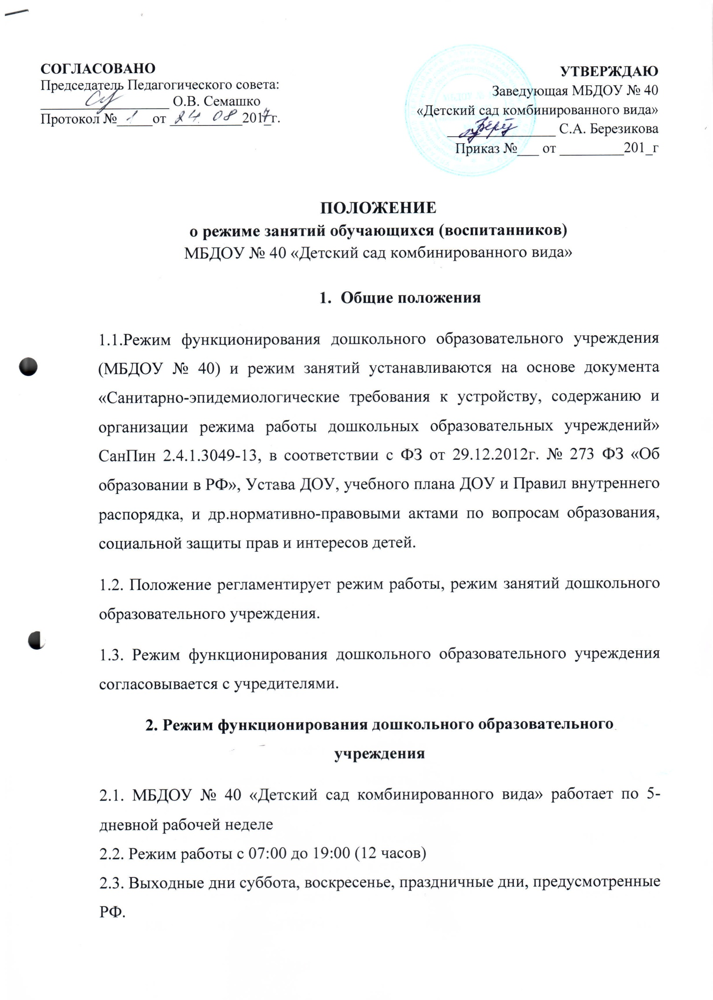 СОГЛАСОВАНО
Председатель Педагогического совета:
__________________ О.В. Семашко
Протокол №_1_от 24. 08 2017_г.
УТВЕРЖДАЮ
Заведующая МБДОУ № 40
«Детский сад комбинированного вида»
_______________ С.А. Березикова
Приказ №___ от _________201_г
ПОЛОЖЕНИЕ
о режиме занятий обучающихся (воспитанников)
МБДОУ № 40 «Детский сад комбинированного вида»
1. Общие положения
1.1.Режим функционирования дошкольного образовательного учреждения
(МБДОУ № 40) и режим занятий устанавливаются на основе документа
«Санитарно-эпидемиологические требования к устройству, содержанию и
организации режима работы дошкольных образовательных учреждений»
СанПин 2.4.1.3049-13, в соответствии с ФЗ от 29.12.2012г. № 273 ФЗ «Об
образовании в РФ», Устава ДОУ, учебного плана ДОУ и Правил внутреннего
распорядка, и др.нормативно-правовыми актами по вопросам образования,
социальной защиты прав и интересов детей.
1.2. Положение регламентирует режим работы, режим занятий дошкольного
образовательного учреждения.
1.3. Режим функционирования дошкольного образовательного учреждения
согласовывается с учредителями.
2. Режим функционирования дошкольного образовательного
учреждения
2.1. МБДОУ № 40 «Детский сад комбинированного вида» работает по 5-
дневной рабочей неделе
2.2. Режим работы с 07:00 до 19:00 (12 часов)
2.3. Выходные дни суббота, воскресенье, праздничные дни, предусмотренные
РФ.